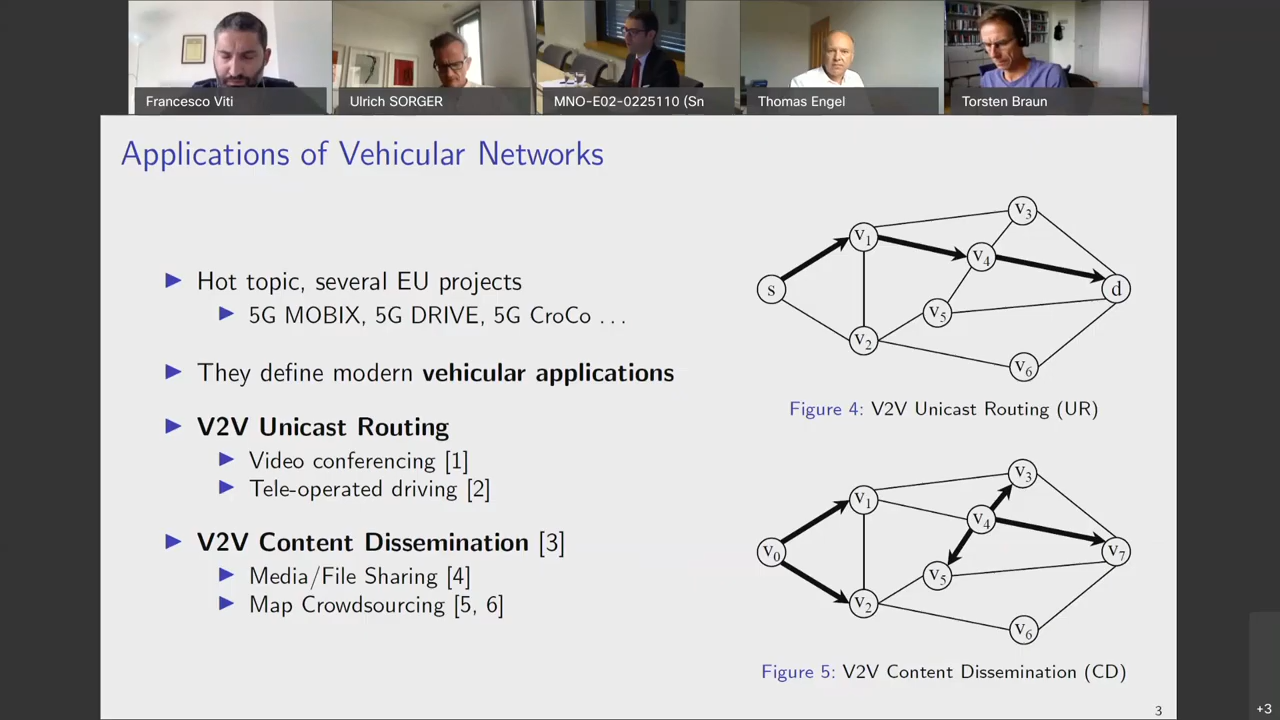 Francesco Viti
Ulrich SORGER
MNO-E02-0225110 (Sn
Thomas Engel
Torsten Braun
Applications of Vehicular Networks
▶ Hot topic, several EU projects
▶ 5G MOBIX, 5G DRIVE, 5G CroCo ...
▶ They define modern vehicular applications
▶ V2V Unicast Routing
▶ Video conferencing [1]
▶ Tele-operated driving [2]
▶ V2V Content Dissemination [3]
▶ Media/File Sharing [4]
▶ Map Crowdsourcing [5, 6]
v3
v1
v4
s
d
v5
v2
v6
Figure 4: V2V Unicast Routing (UR)
v3
v1
v4
v0
v7
v5
v2
v6
Figure 5: V2V Content Dissemination (CD)
3
+3